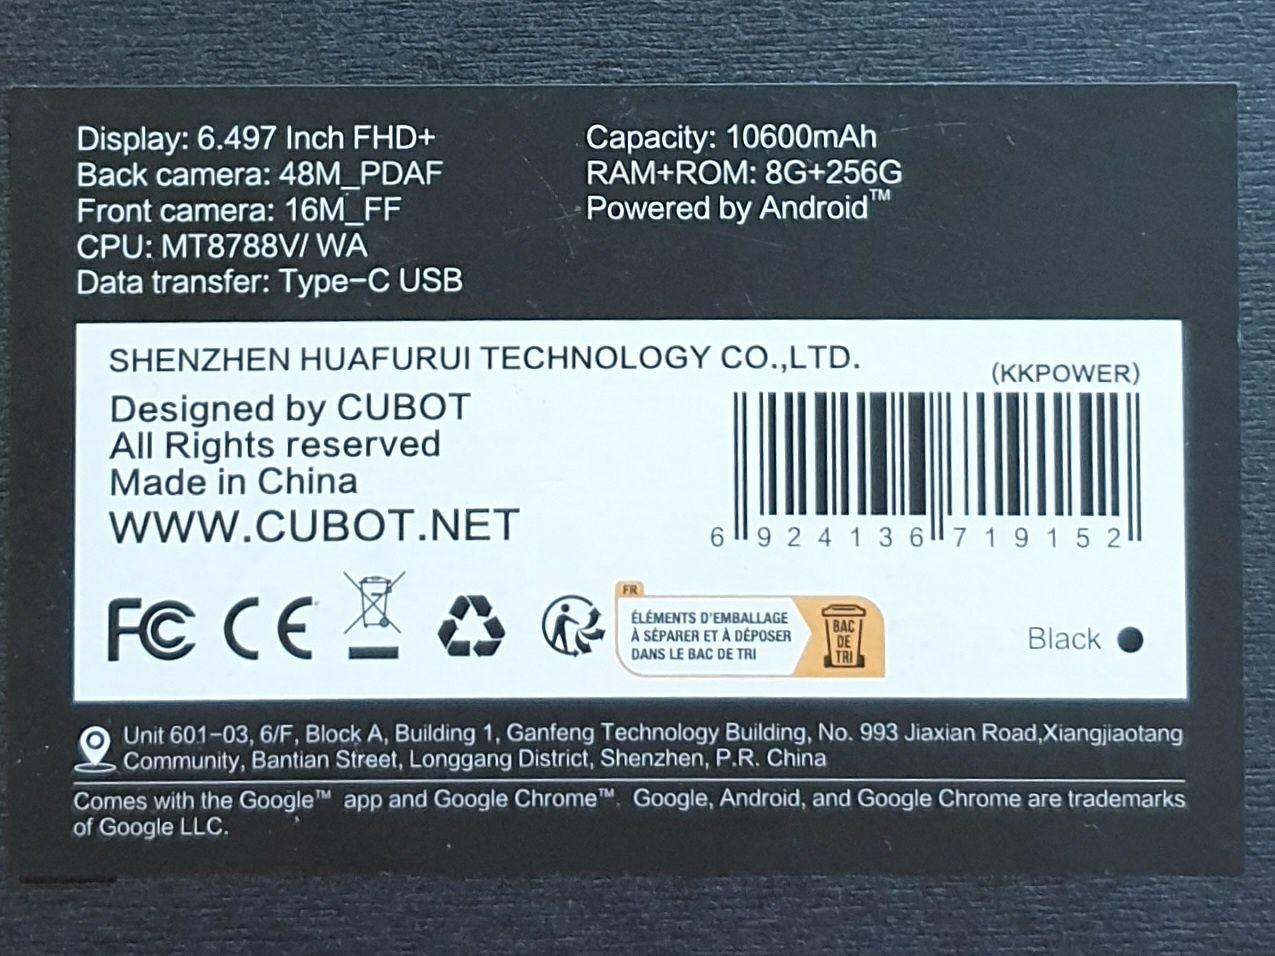 Display: 6.497 Inch FHD+
Back camera: 48M_PDAF
Front camera: 16M_FF
CPU: MT8788V/ WA
Data transfer: Type-C USB
Capacity: 10600mAh
RAM+ROM: 8G+256G
Powered by Android™
SHENZHEN HUAFURUI TECHNOLOGY CO.,LTD.
Designed by CUBOT
All Rights reserved
Made in China
WWW.CUBOT.NET
(KKPOWER)
6 924136 719152
FC CE
FR
ÉLÉMENTS D'EMBALLAGE
À SÉPARER ET À DÉPOSER
DANS LE BAC DE TRI
BAC
DE
TRI
Black
Unit 601-03, 6/F, Block A, Building 1, Ganfeng Technology Building, No. 993 Jiaxian Road,Xiangjiaotang
Community, Bantian Street, Longgang District, Shenzhen, P.R. China
Comes with the Google™ app and Google Chrome™. Google, Android, and Google Chrome are trademarks
of Google LLC.